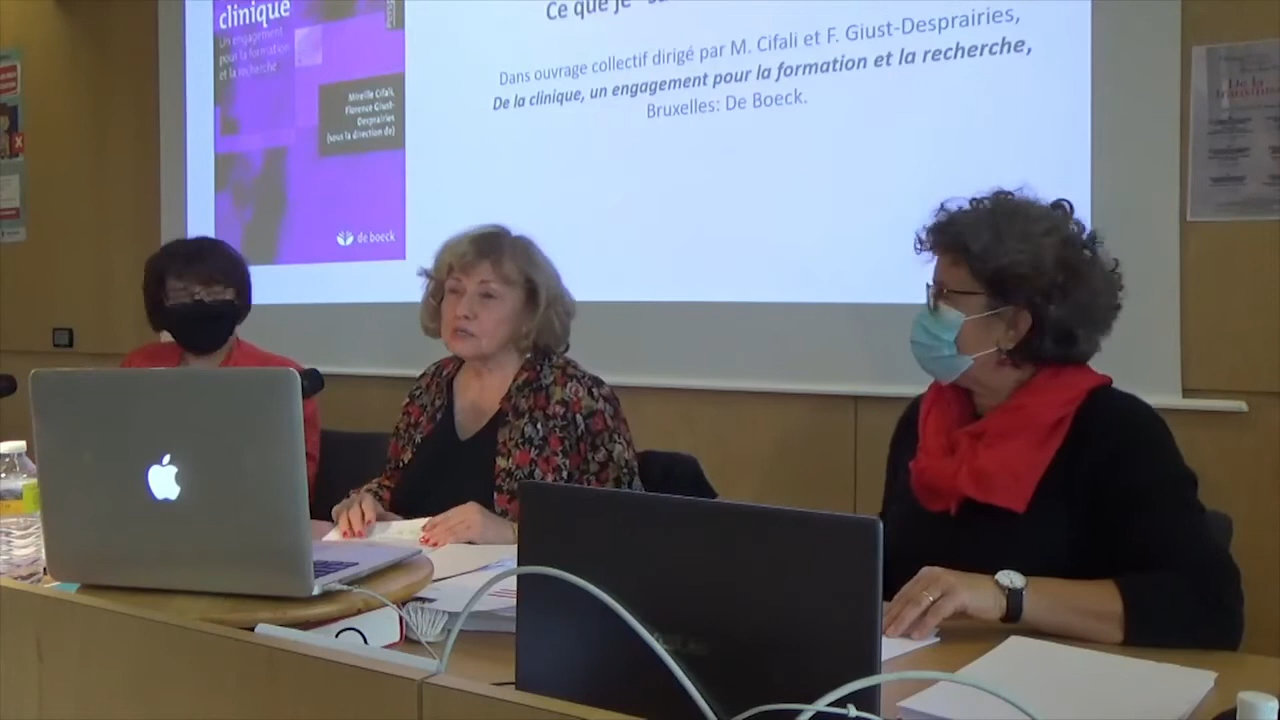 clinique
Un engagement
pour la formation
et la recherche
Mireille Cifali,
Florence Giust-
Desprairies
(sous la direction de)
de boeck
Ce que je
Dans ouvrage collectif dirigé par M. Cifali et F. Giust-Desprairies,
De la clinique, un engagement pour la formation et la recherche,
Bruxelles: De Boeck.
De la